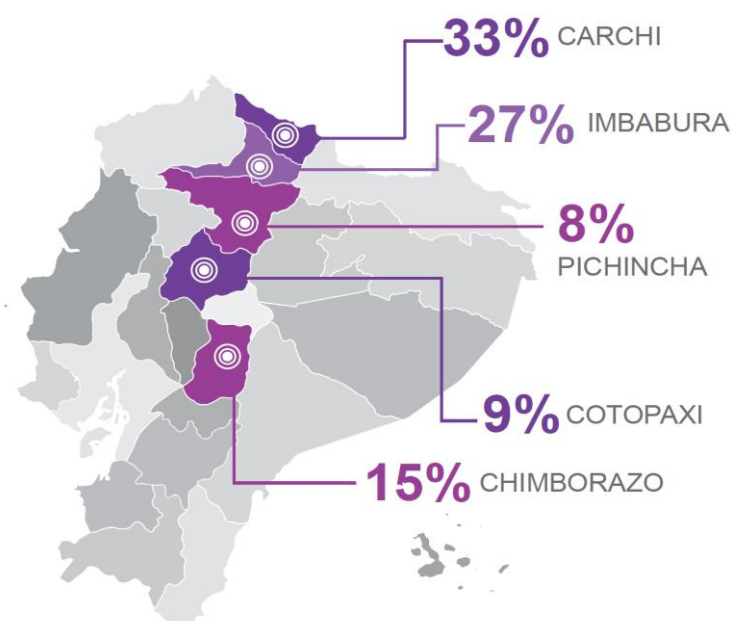 33% CARCHI
27% IMBABURA
8%
PICHINCHA
9% COTOPAXI
15% CHIMBORAZO